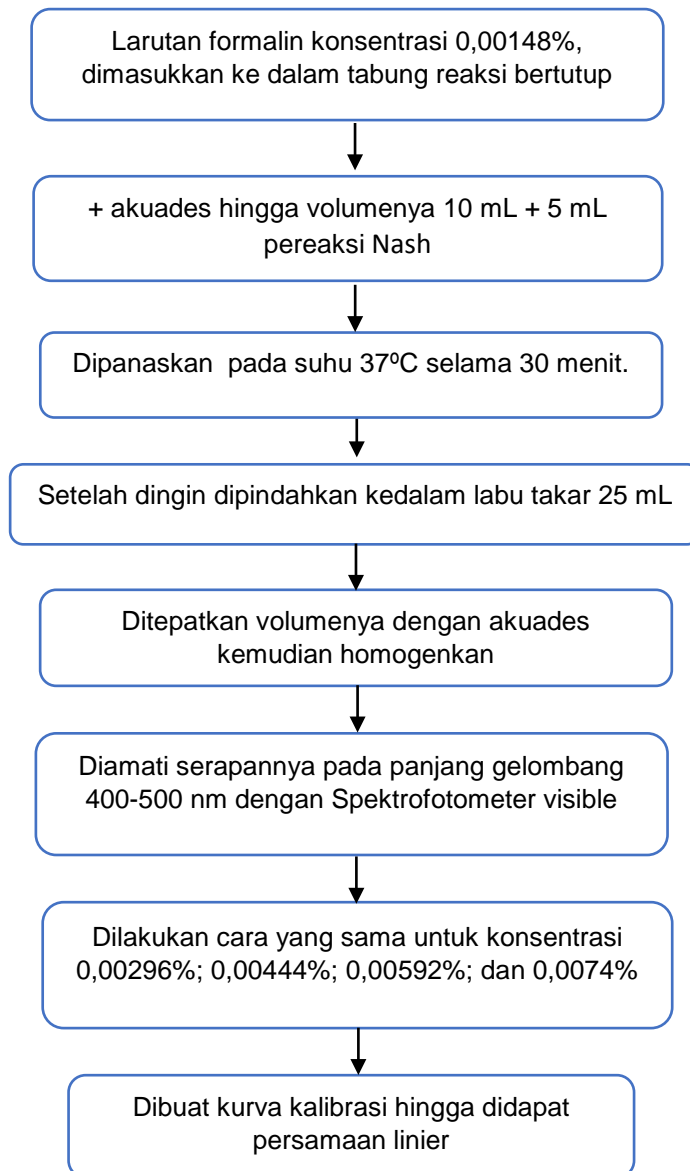 Larutan formalin konsentrasi 0,00148%,
dimasukkan ke dalam tabung reaksi bertutup
+ akuades hingga volumenya 10 mL + 5 mL
pereaksi Nash
Dipanaskan pada suhu 37ºC selama 30 menit.
Setelah dingin dipindahkan kedalam labu takar 25 mL
Ditepatkan volumenya dengan akuades
kemudian homogenkan
Diamati serapannya pada panjang gelombang
400-500 nm dengan Spektrofotometer visible
Dilakukan cara yang sama untuk konsentrasi
0,00296%; 0,00444%; 0,00592%; dan 0,0074%
Dibuat kurva kalibrasi hingga didapat
persamaan linier